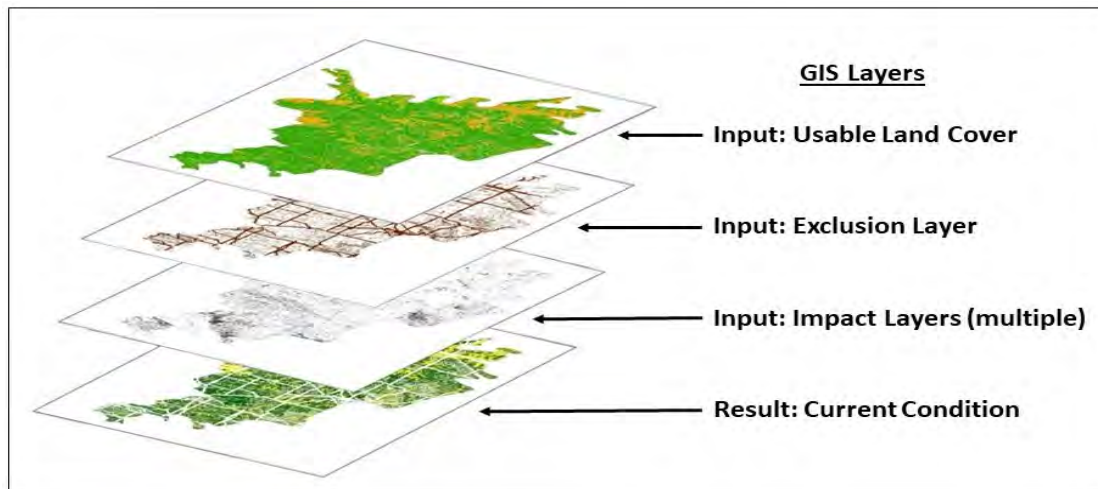 GIS Layers
Input: Usable Land Cover
Input: Exclusion Layer
Input: Impact Layers (multiple)
Result: Current Condition